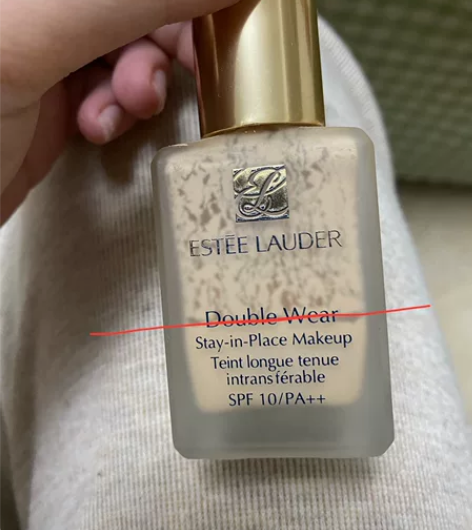 ESTĒE LAUDER
Double Wear
Stay-in-Place Makeup
Teint longue tenue
intransférable
SPF 10/PA++